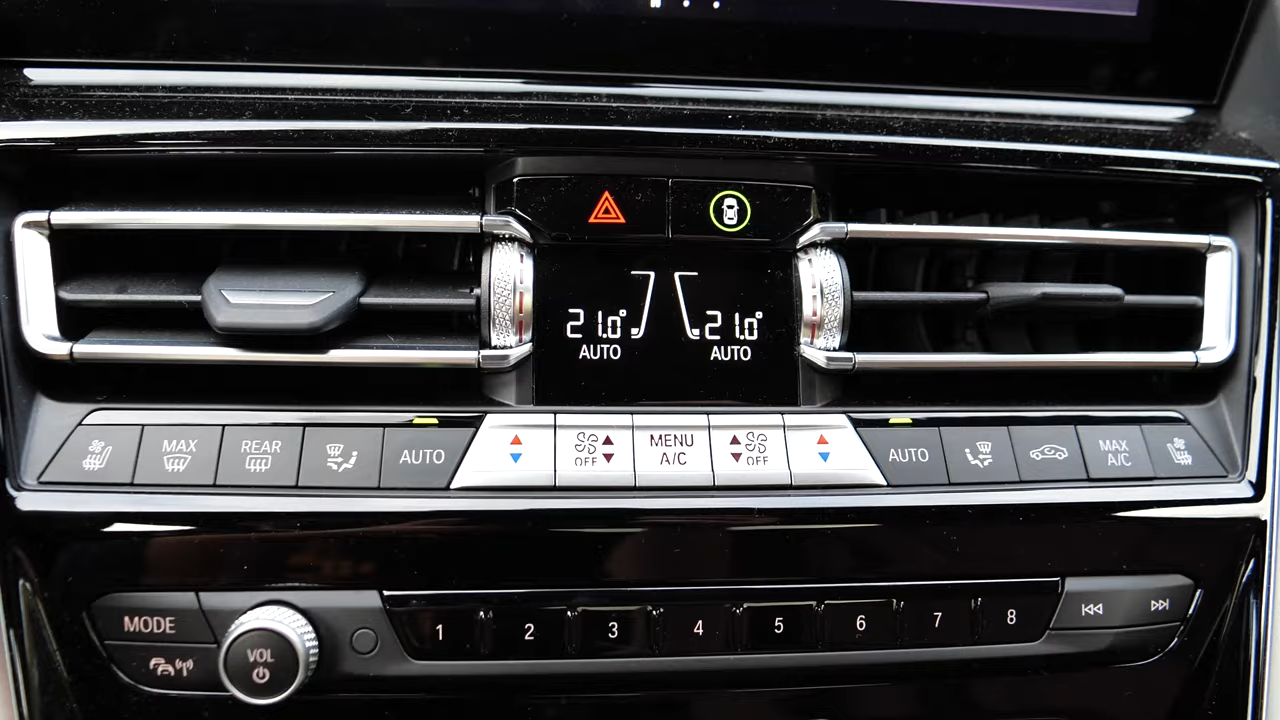 21.0° 21.0°
AUTO AUTO
MAX REAR AUTO OFF MENU A/C OFF AUTO MAX A/C
MODE VOL 1 2 3 4 5 6 7 8